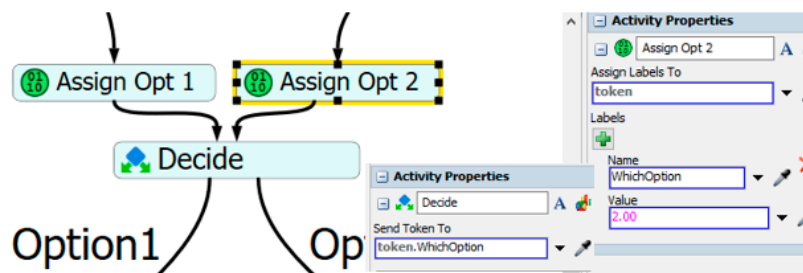 Activity Properties
Assign Opt 2
A
Assign Labels To
token
Labels
Name
WhichOption
Value
2.00
Assign Opt 1
Assign Opt 2
Decide
Activity Properties
Decide
A
Send Token To
token.WhichOption
Option1